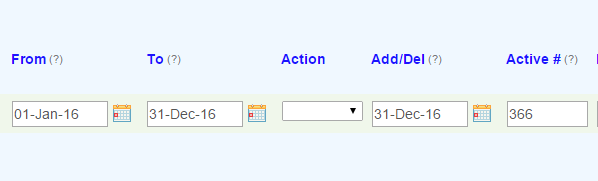 From (?) To (?) Action Add/Del (?) Active # (?)
01-Jan-16 31-Dec-16 31-Dec-16 366